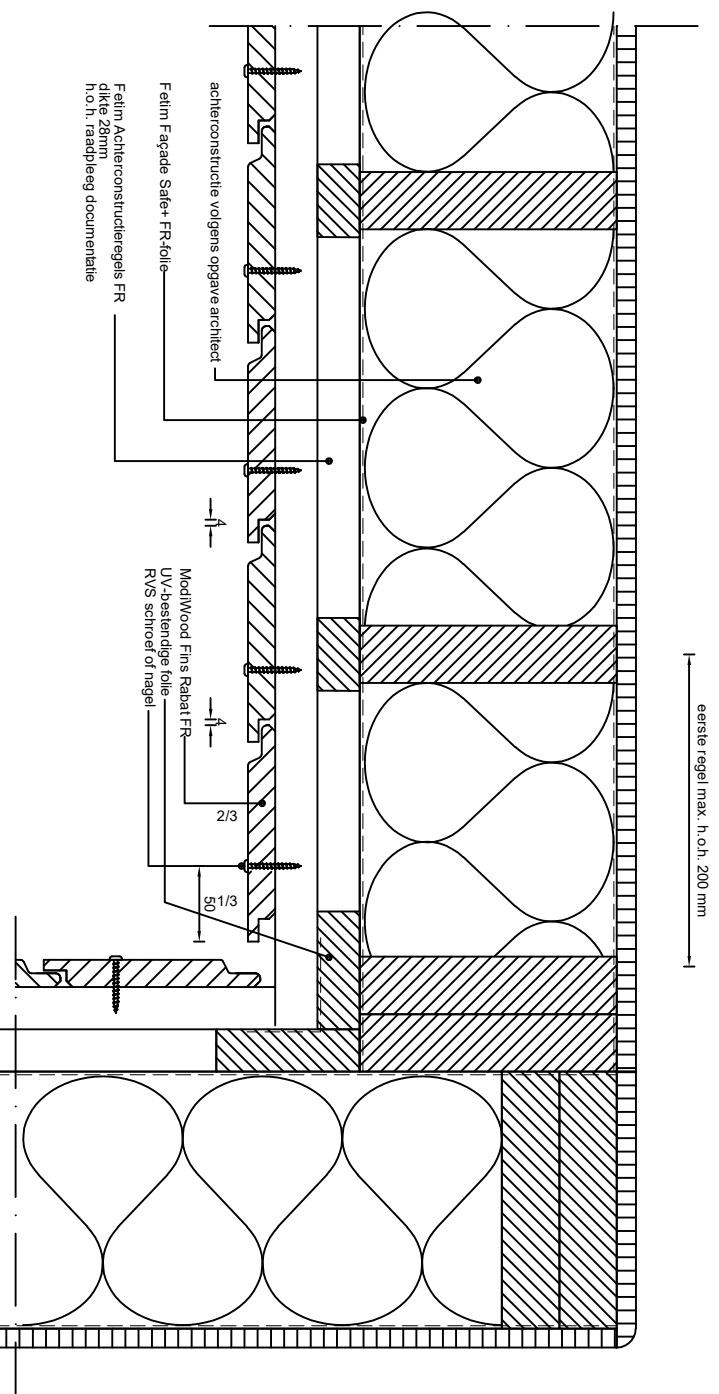 eerste regel max. h.o.h. 200 mm
achterconstructie volgens opgave architect
Fetim Façade Safe+ FR-folie
Fetim Achterconstructieregels FR
dikte 28mm
h.o.h. raadpleeg documentatie
4
4
ModiWood Fins Rabat FR
UV-bestendige folie
RVS schroef of nagel
2/3
1/3
50